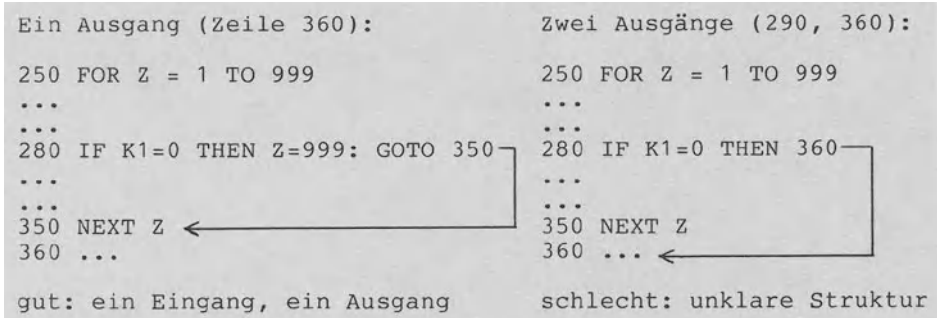 Ein Ausgang (Zeile 360):
250 FOR Z = 1 TO 999
...
...
280 IF K1=0 THEN Z=999: GOTO 350
...
...
350 NEXT Z
360 ...
gut: ein Eingang, ein Ausgang
Zwei Ausgänge (290, 360):
250 FOR Z = 1 TO 999
...
...
280 IF K1=0 THEN 360
...
...
350 NEXT Z
360 ...
schlecht: unklare Struktur